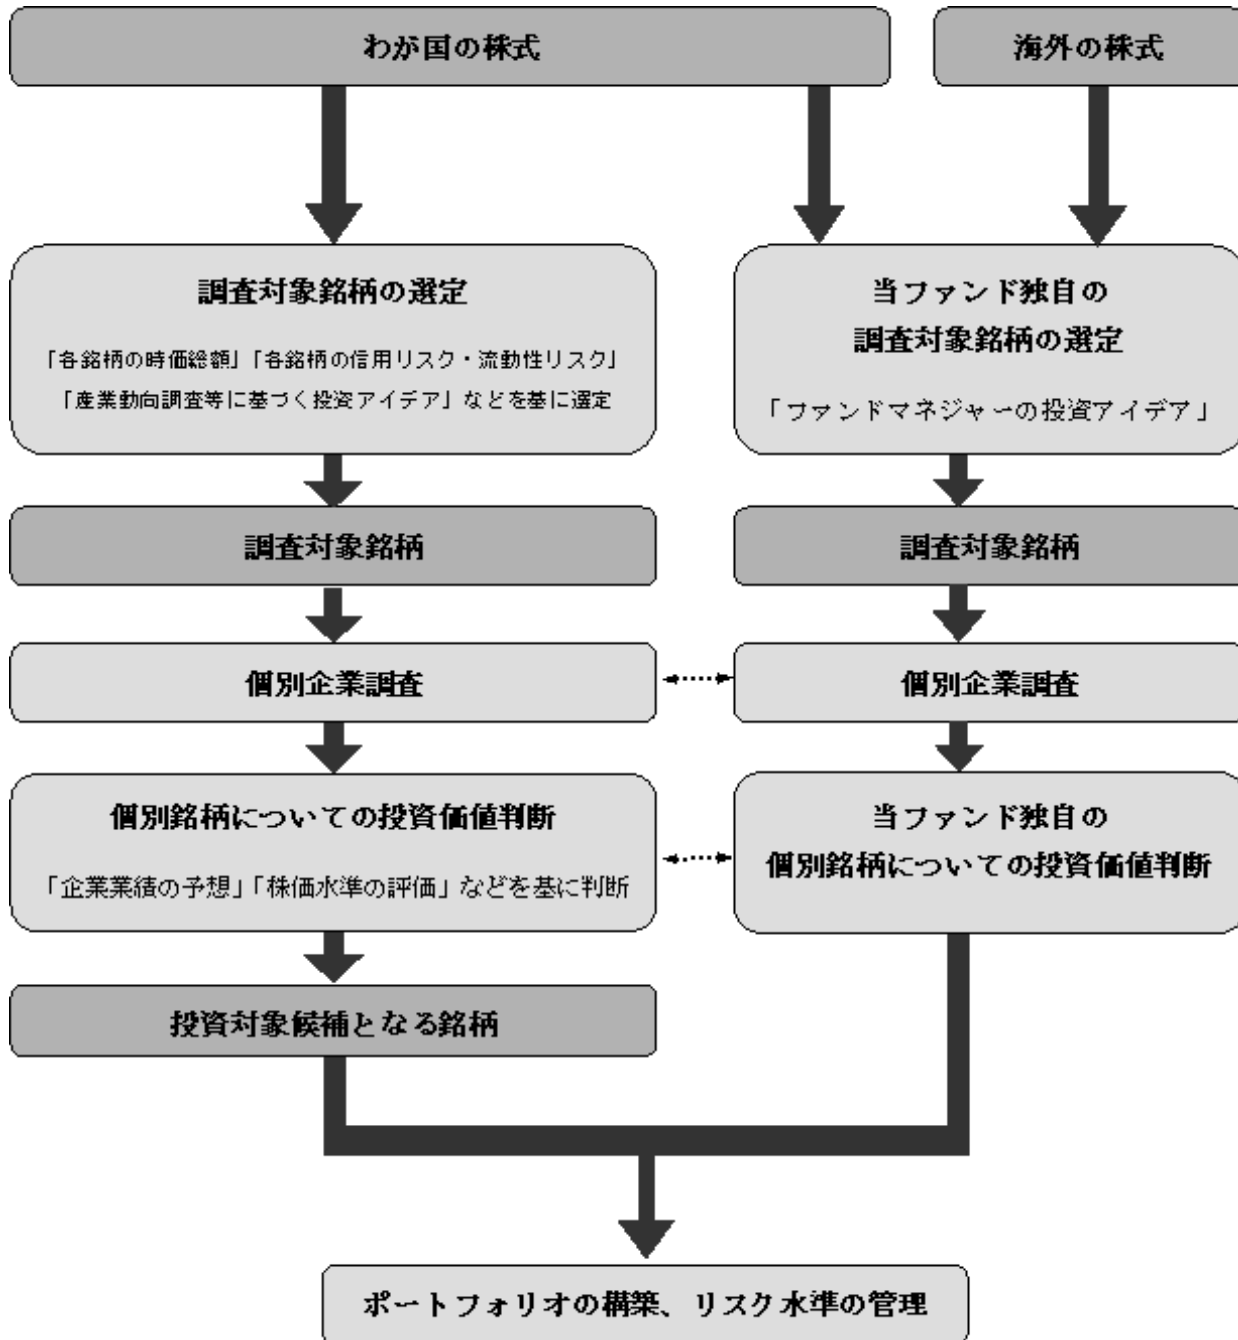 わが国の株式
海外の株式
調査対象銘柄の選定
「各銘柄の時価総額」「各銘柄の信用リスク・流動性リスク」
「産業動向調査等に基づく投資アイデア」などを基に選定
当ファンド独自の
調査対象銘柄の選定
「ファンドマネジャーの投資アイデア」
調査対象銘柄
調査対象銘柄
個別企業調査
個別企業調査
個別銘柄についての投資価値判断
「企業業績の予想」「株価水準の評価」などを基に判断
当ファンド独自の
個別銘柄についての投資価値判断
投資対象候補となる銘柄
ポートフォリオの構築、リスク水準の管理